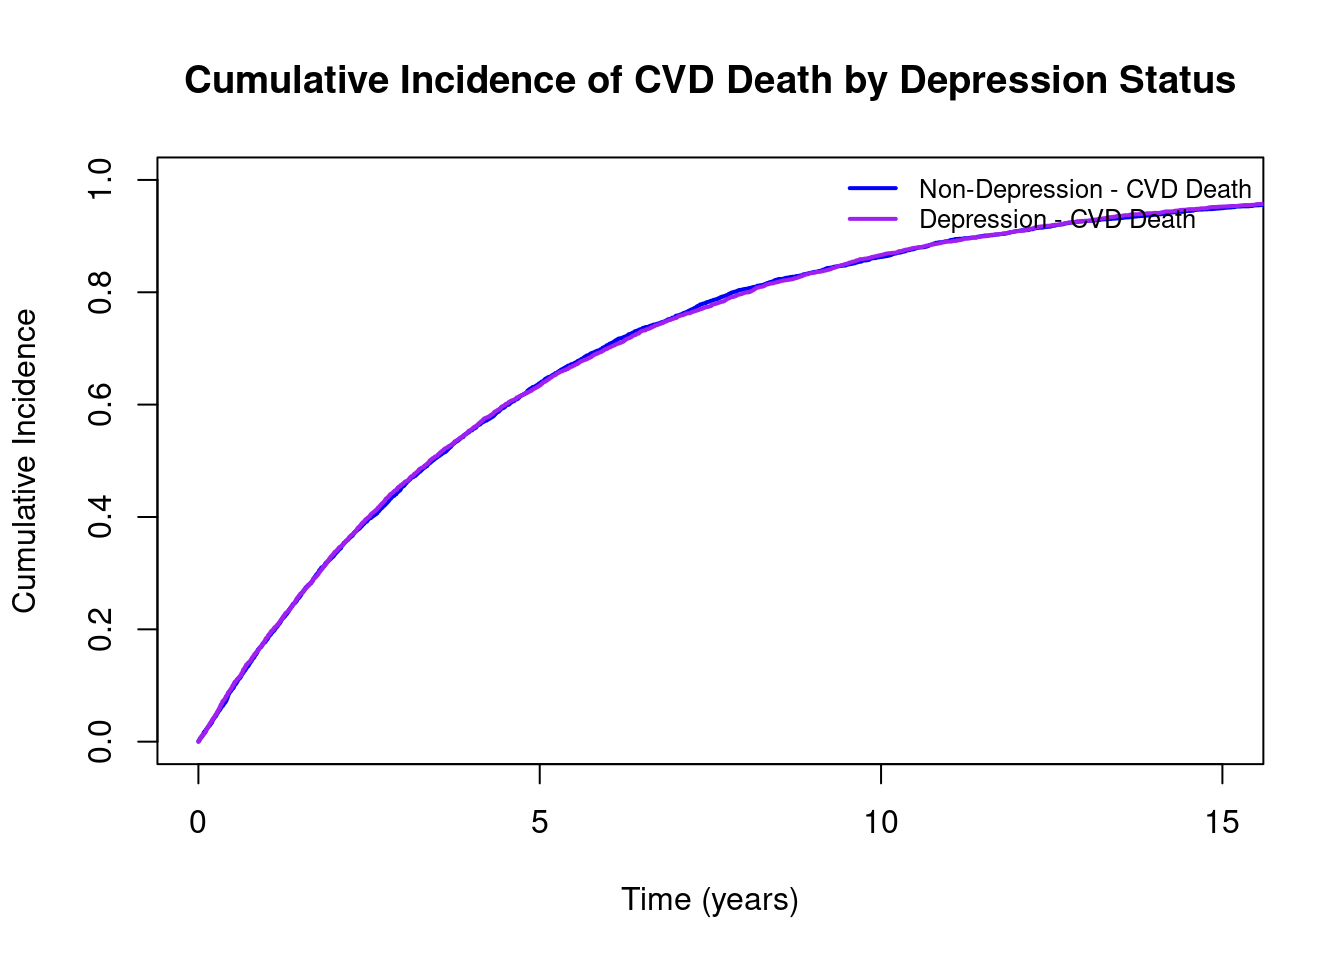 Cumulative Incidence of CVD Death by Depression Status
Non-Depression - CVD Death
Depression - CVD Death
Cumulative Incidence
1.0
0.8
0.6
0.4
0.2
0.0
0 5 10 15
Time (years)